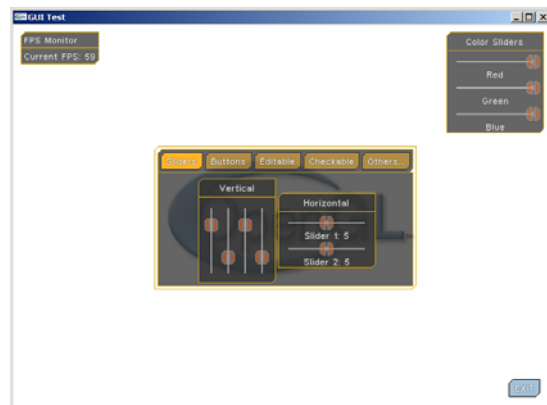 GUI Test
FPS Monitor
Current FPS: 59
Color Sliders
Red
Green
Blue
Sliders Buttons Editable Checkable Others...
Vertical
Horizontal
Slider 1: 5
Slider 2: 5
EXIT